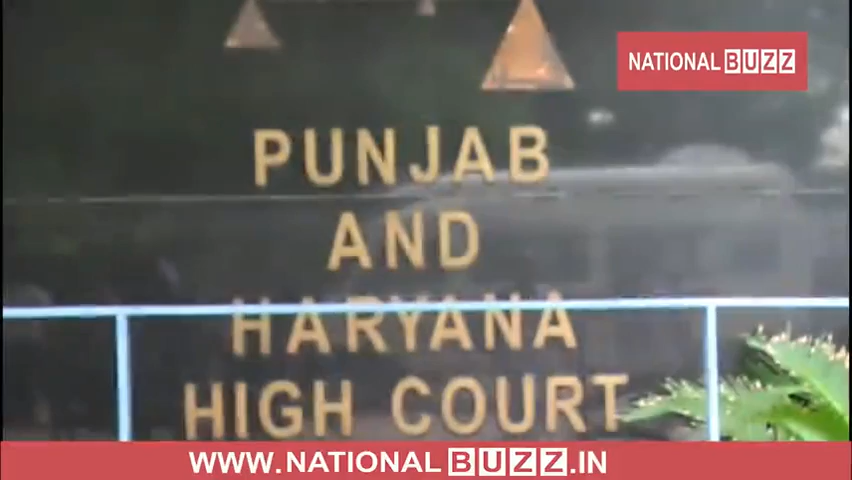 NATIONAL BUZZ
PUNJAB
AND
HARYANA
HIGH COURT
WWW.NATIONAL BUZZ.IN